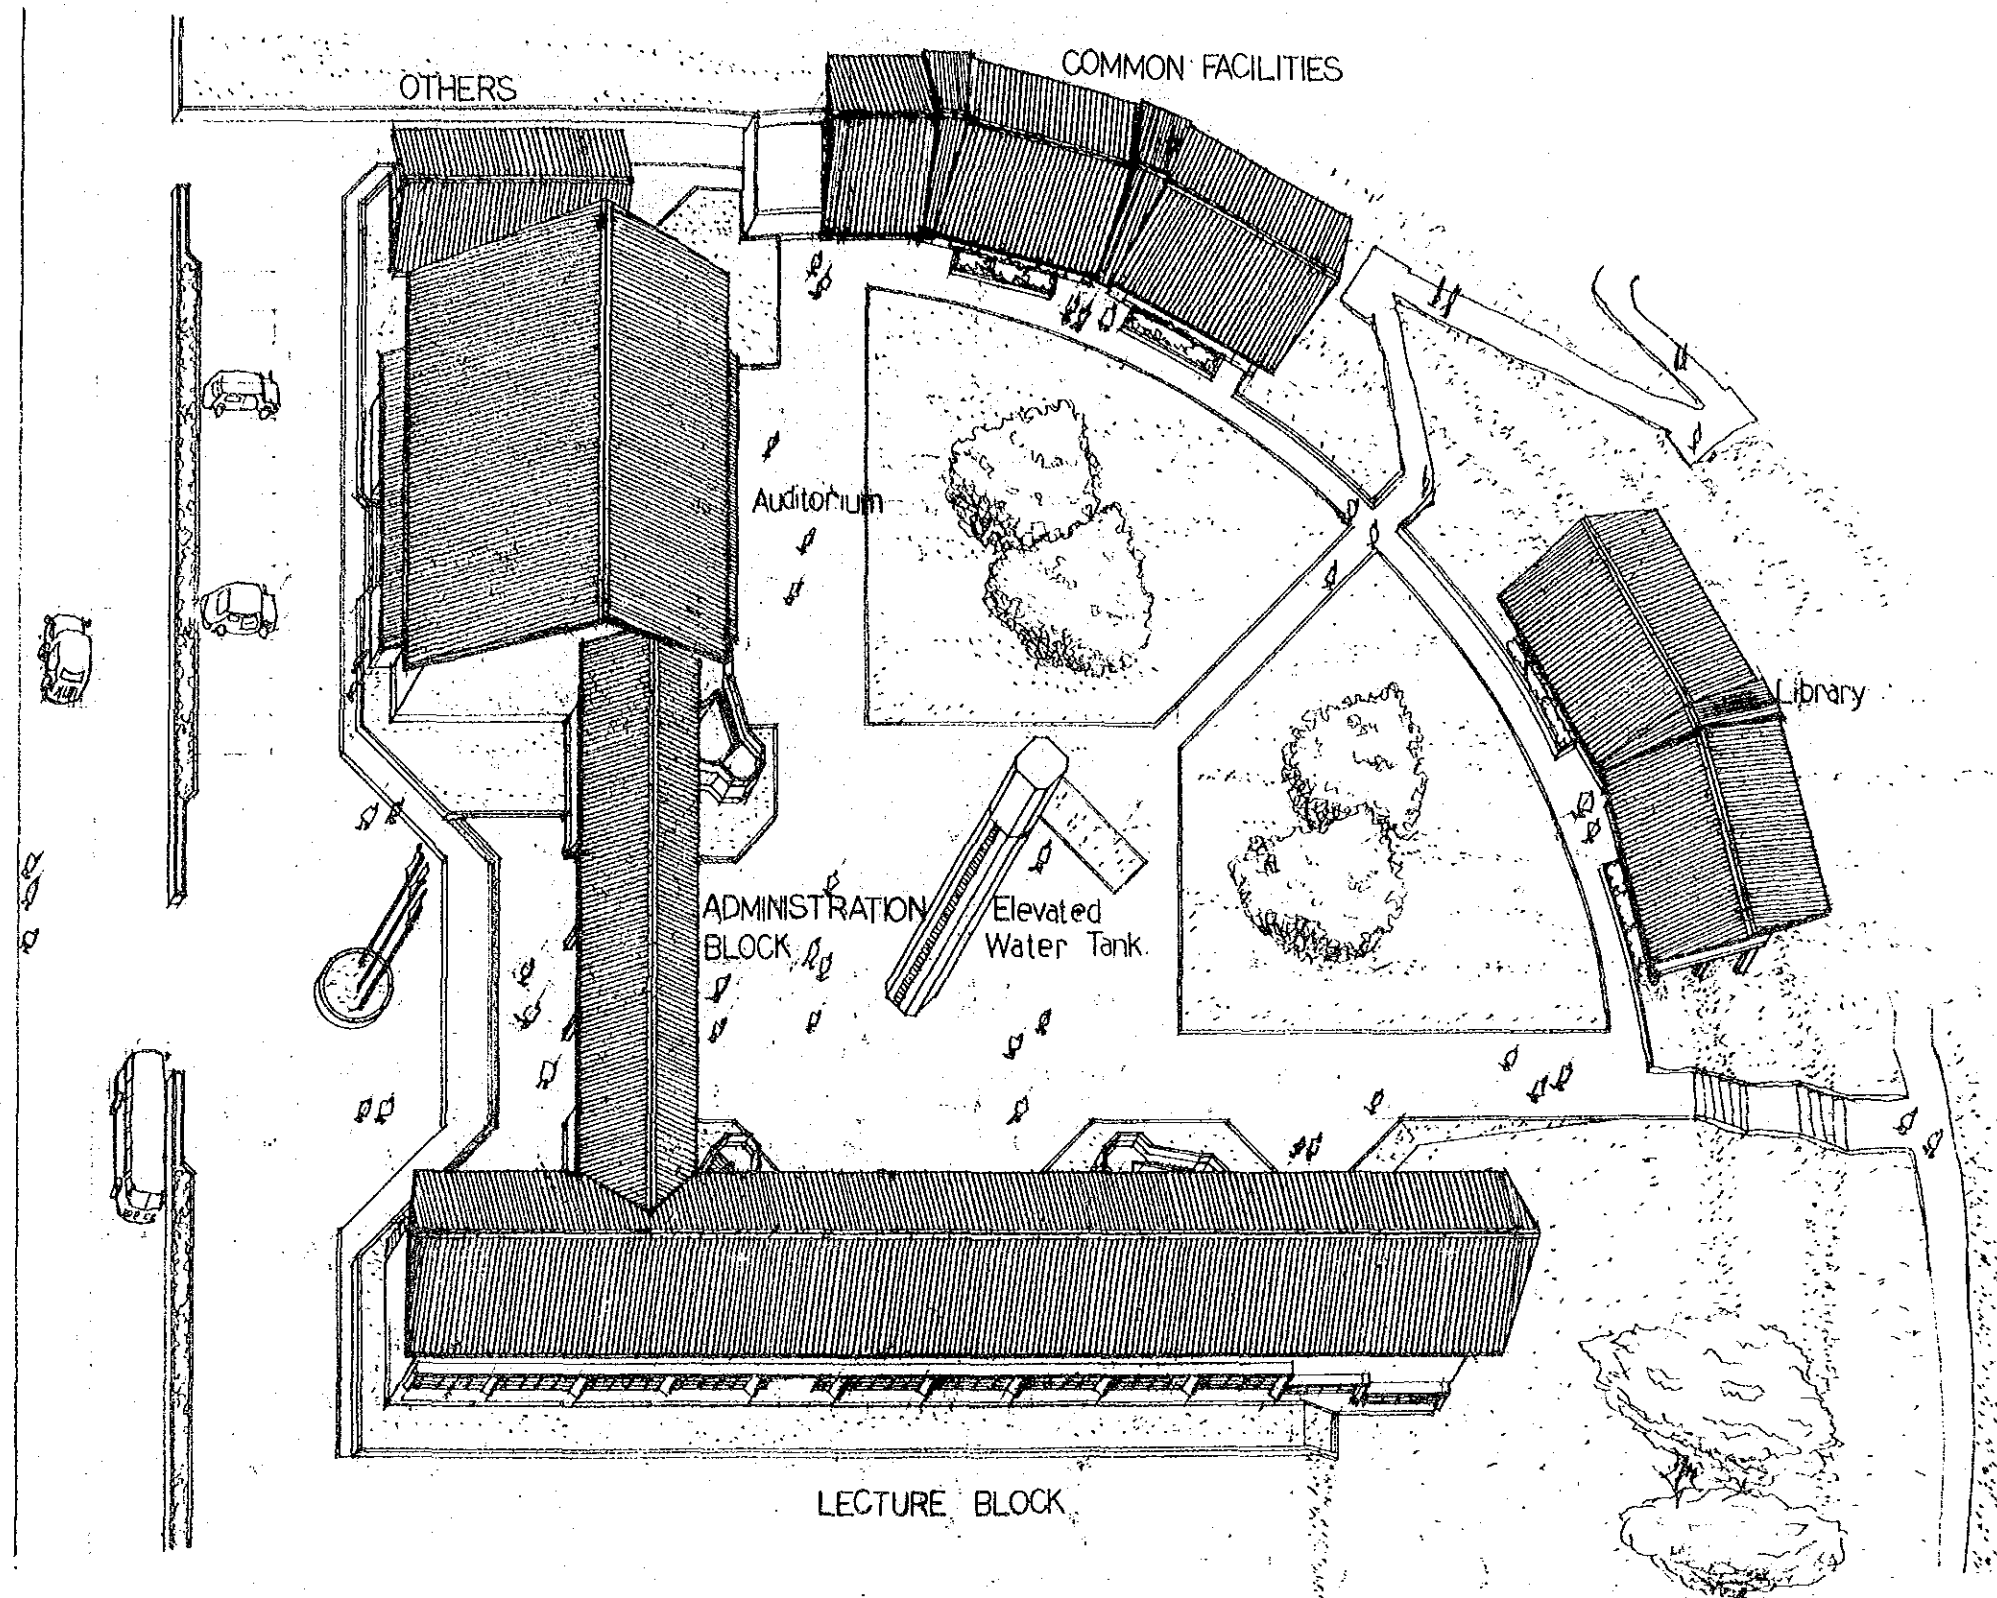 COMMON FACILITIES
OTHERS
Auditorium
Library
ADMINISTRATION
BLOCK
Elevated
Water Tank.
LECTURE BLOCK